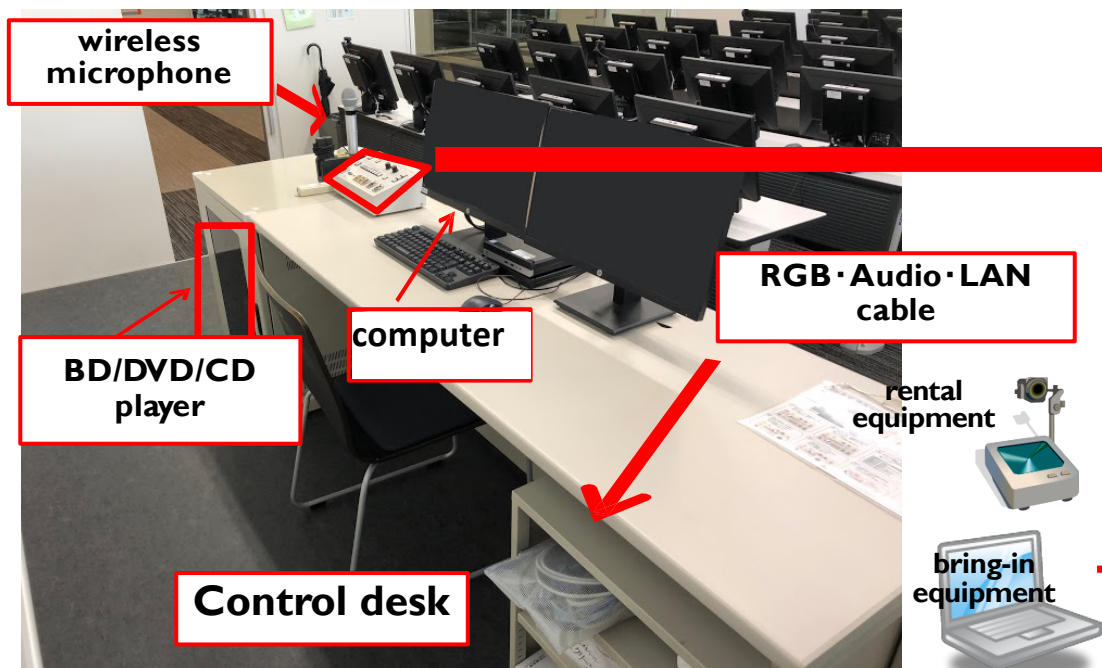 wireless
microphone
RGB・Audio・LAN
cable
computer
BD/DVD/CD
player
rental
equipment
Control desk
bring-in
equipment